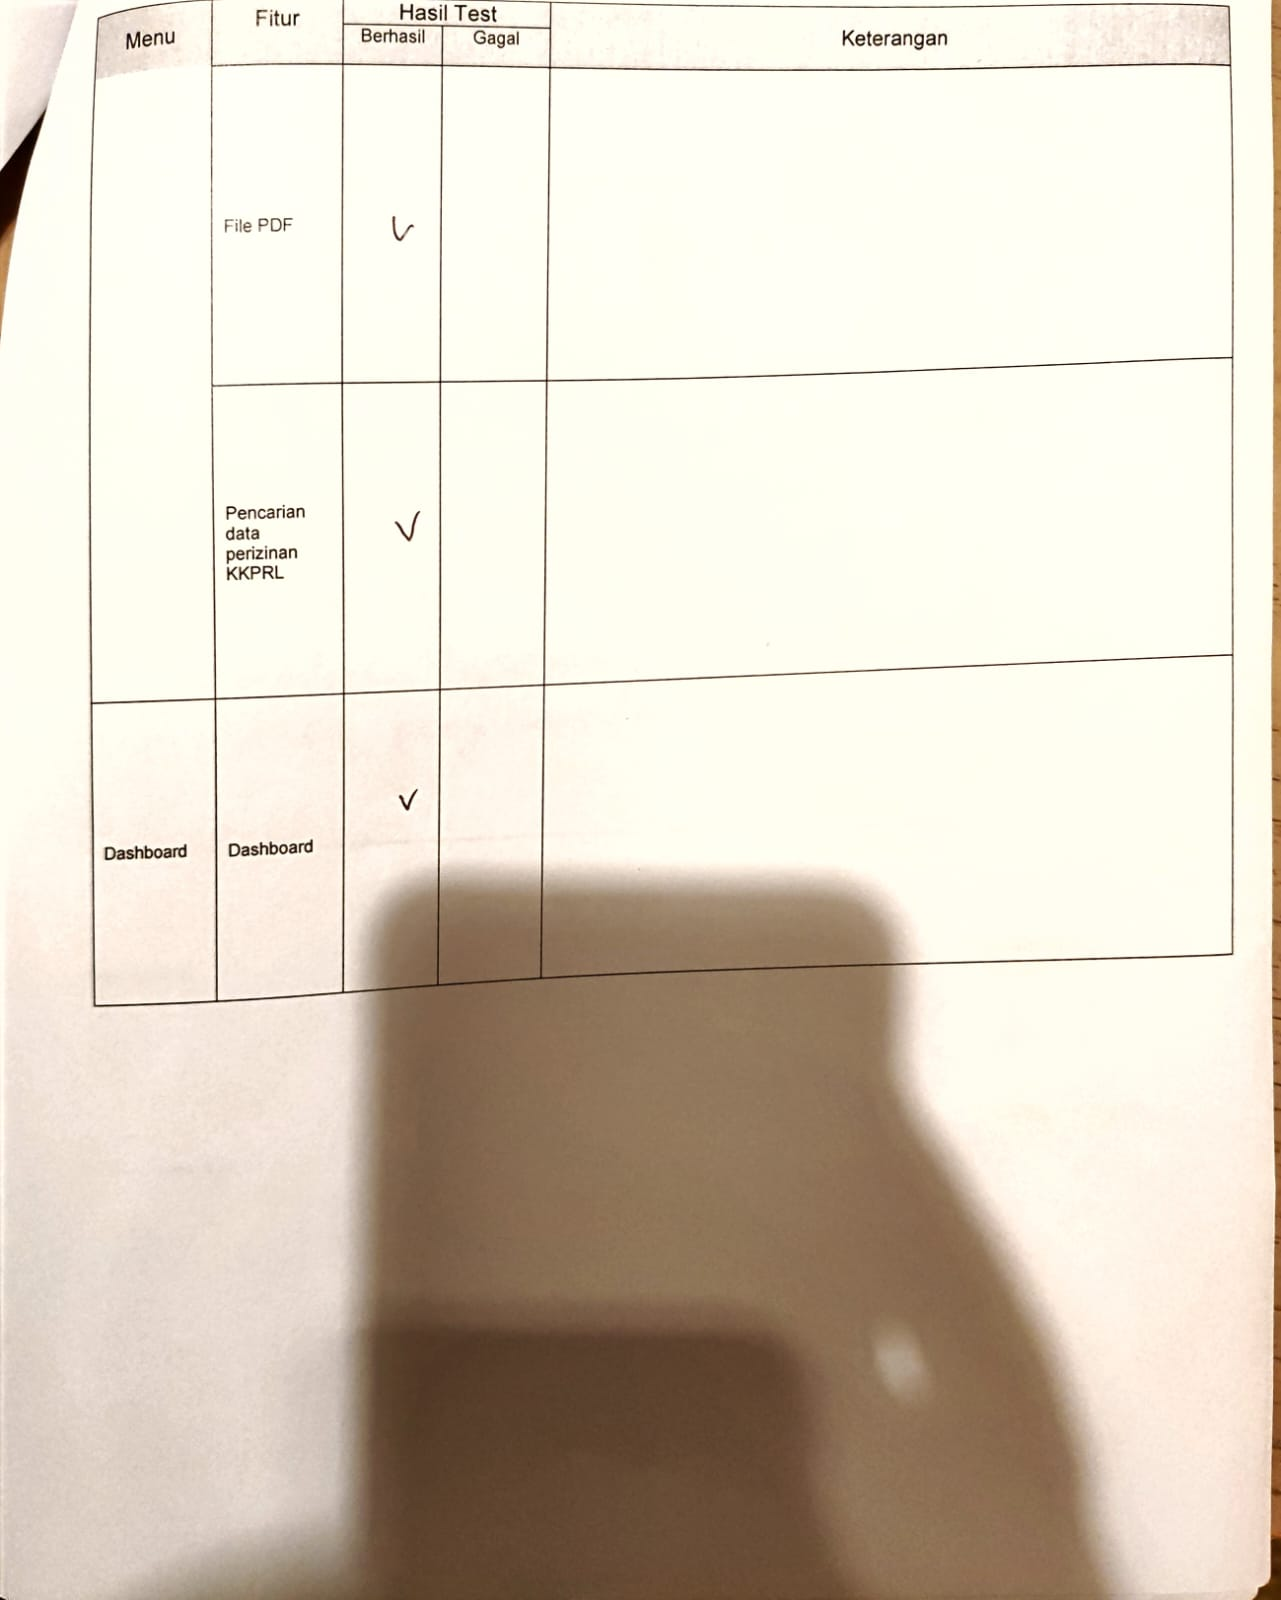 Menu
Fitur
Hasil Test
Berhasil
Gagal
Keterangan
File PDF
✓
Pencarian
data
perizinan
KKPRL
✓
Dashboard
Dashboard
✓